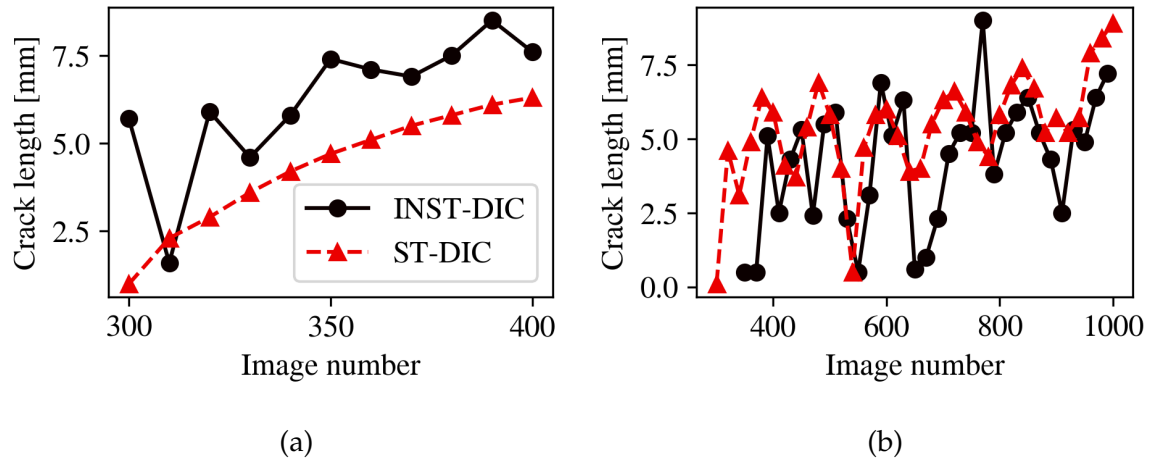 Crack length [mm]
7.5
5.0
2.5
300
350
400
Image number
INST-DIC
ST-DIC
(a)
Crack length [mm]
7.5
5.0
2.5
0.0
400
600
800
1000
Image number
(b)